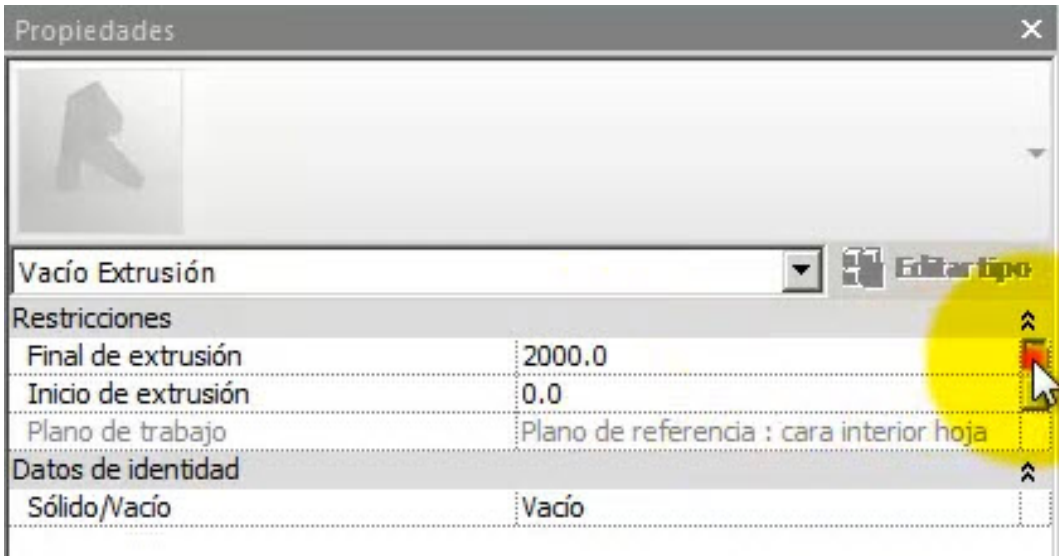 Propiedades
Vacío Extrusión Editar tipo
Restricciones
Final de extrusión 2000.0
Inicio de extrusión 0.0
Plano de trabajo Plano de referencia : cara interior hoja
Datos de identidad
Sólido/Vacío Vacío